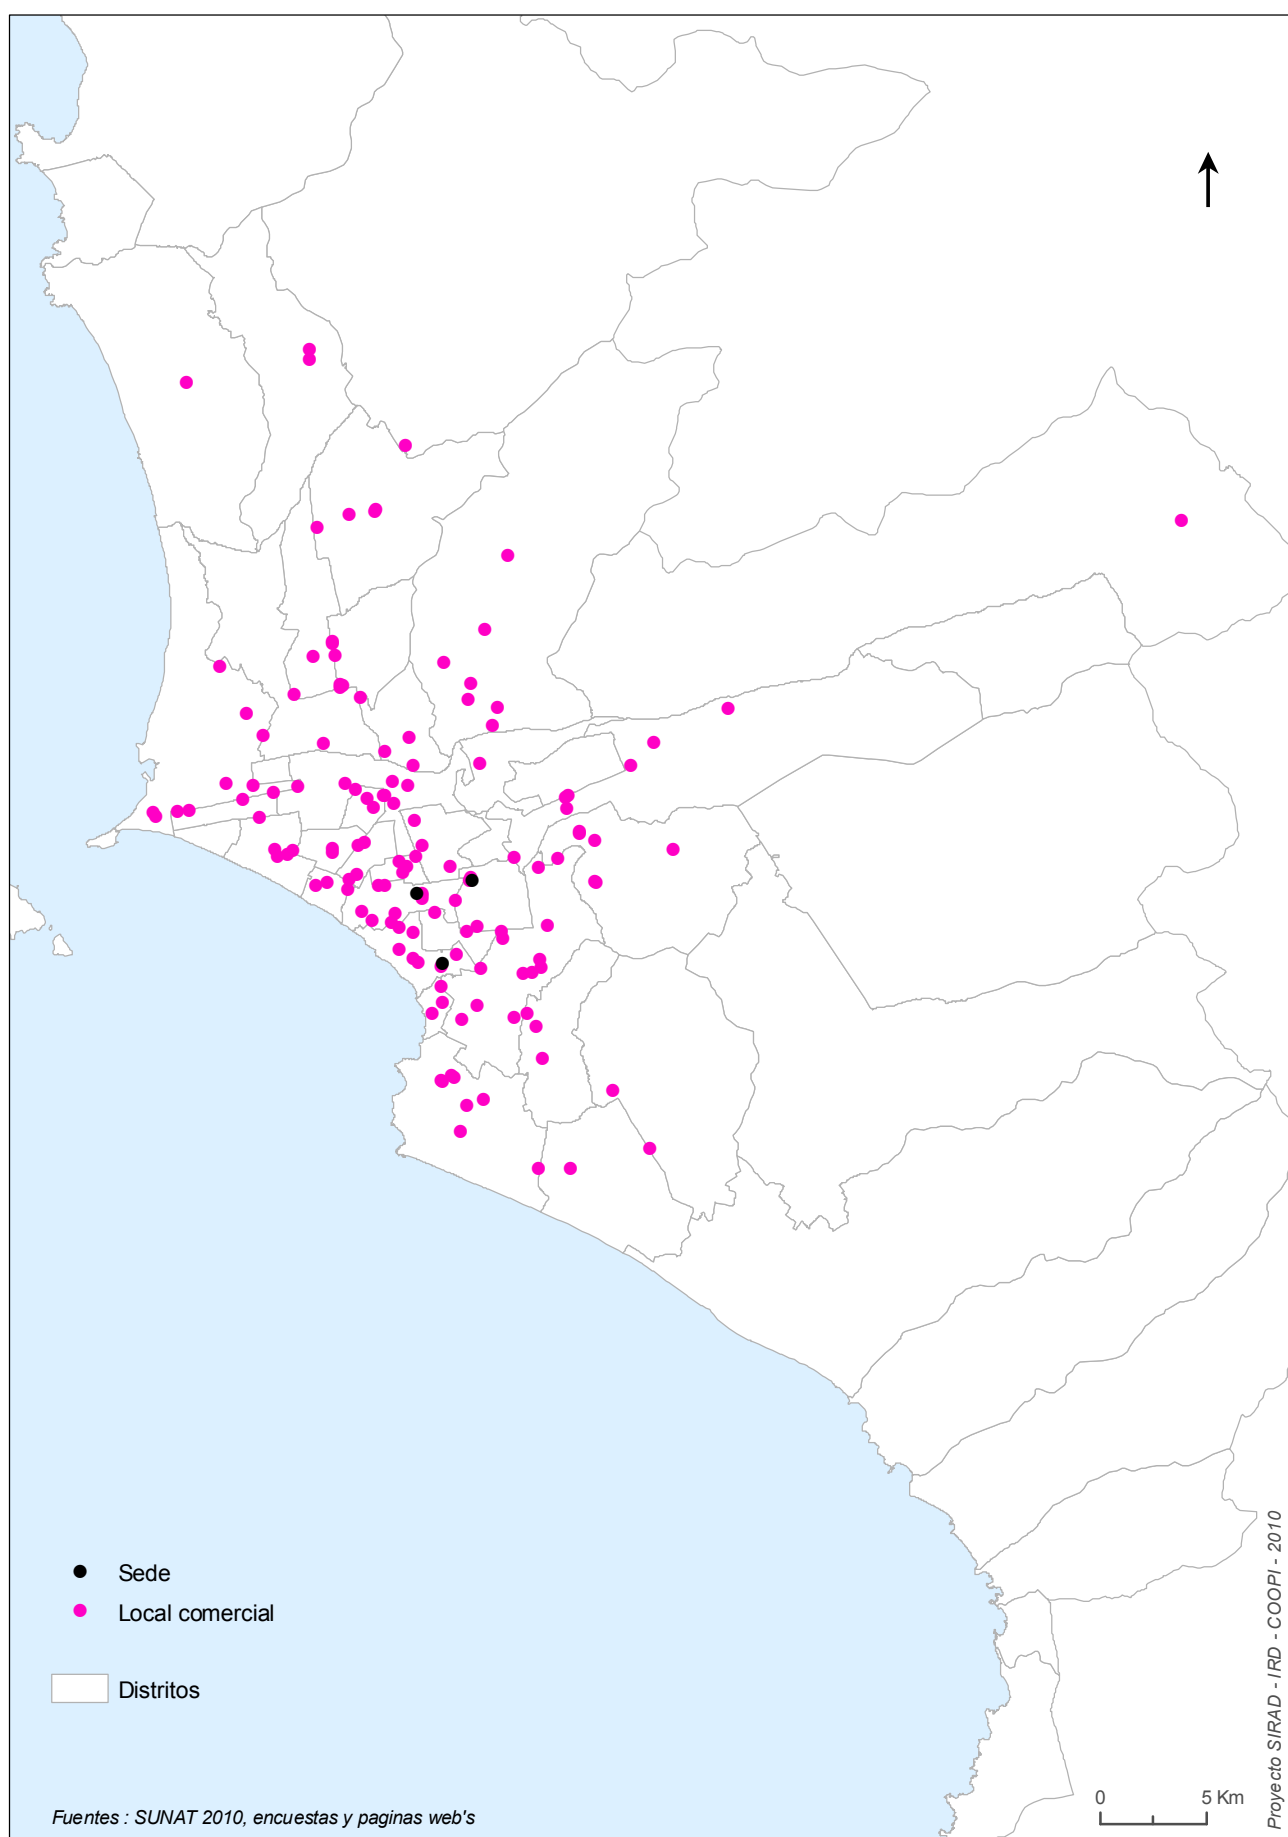 Sede
Local comercial
Distritos
Fuentes : SUNAT 2010, encuestas y paginas web's
0 5 Km
Proyecto SIRAD - IRD - COOPI - 2010